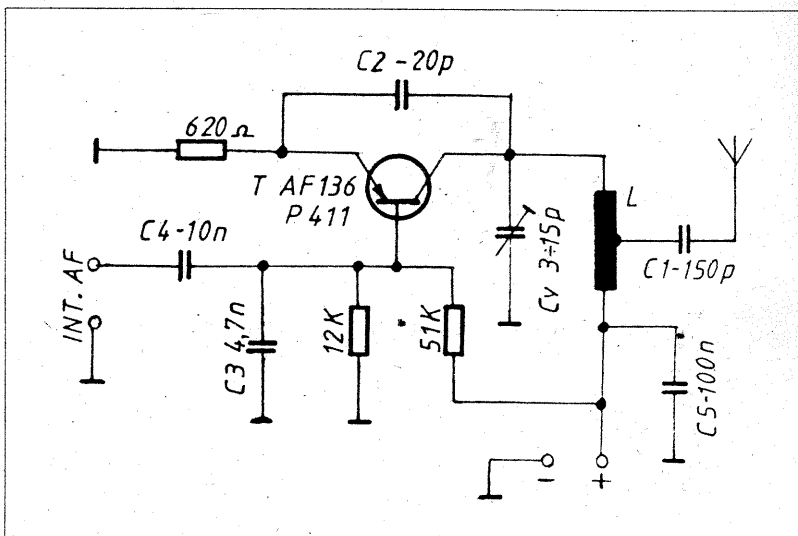 C2-20p
620Ω
T AF136
P411
L
C4-10n
Cv 3÷15p
C1-150p
INT. AF
C3 4,7n
12K
51K
C5-100n
-
+